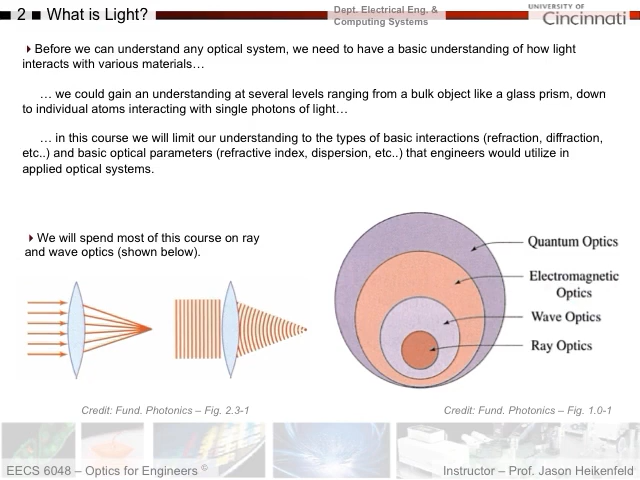 2 ■ What is Light?
Dept. Electrical Eng. &
Computing Systems
UNIVERSITY OF
Cincinnati
Before we can understand any optical system, we need to have a basic understanding of how light
interacts with various materials…
… we could gain an understanding at several levels ranging from a bulk object like a glass prism, down
to individual atoms interacting with single photons of light…
… in this course we will limit our understanding to the types of basic interactions (refraction, diffraction,
etc..) and basic optical parameters (refractive index, dispersion, etc..) that engineers would utilize in
applied optical systems.
We will spend most of this course on ray
and wave optics (shown below).
Quantum Optics
Electromagnetic
Optics
Wave Optics
Ray Optics
Credit: Fund. Photonics – Fig. 2.3-1
Credit: Fund. Photonics – Fig. 1.0-1
EECS 6048 – Optics for Engineers ©
Instructor – Prof. Jason Heikenfeld